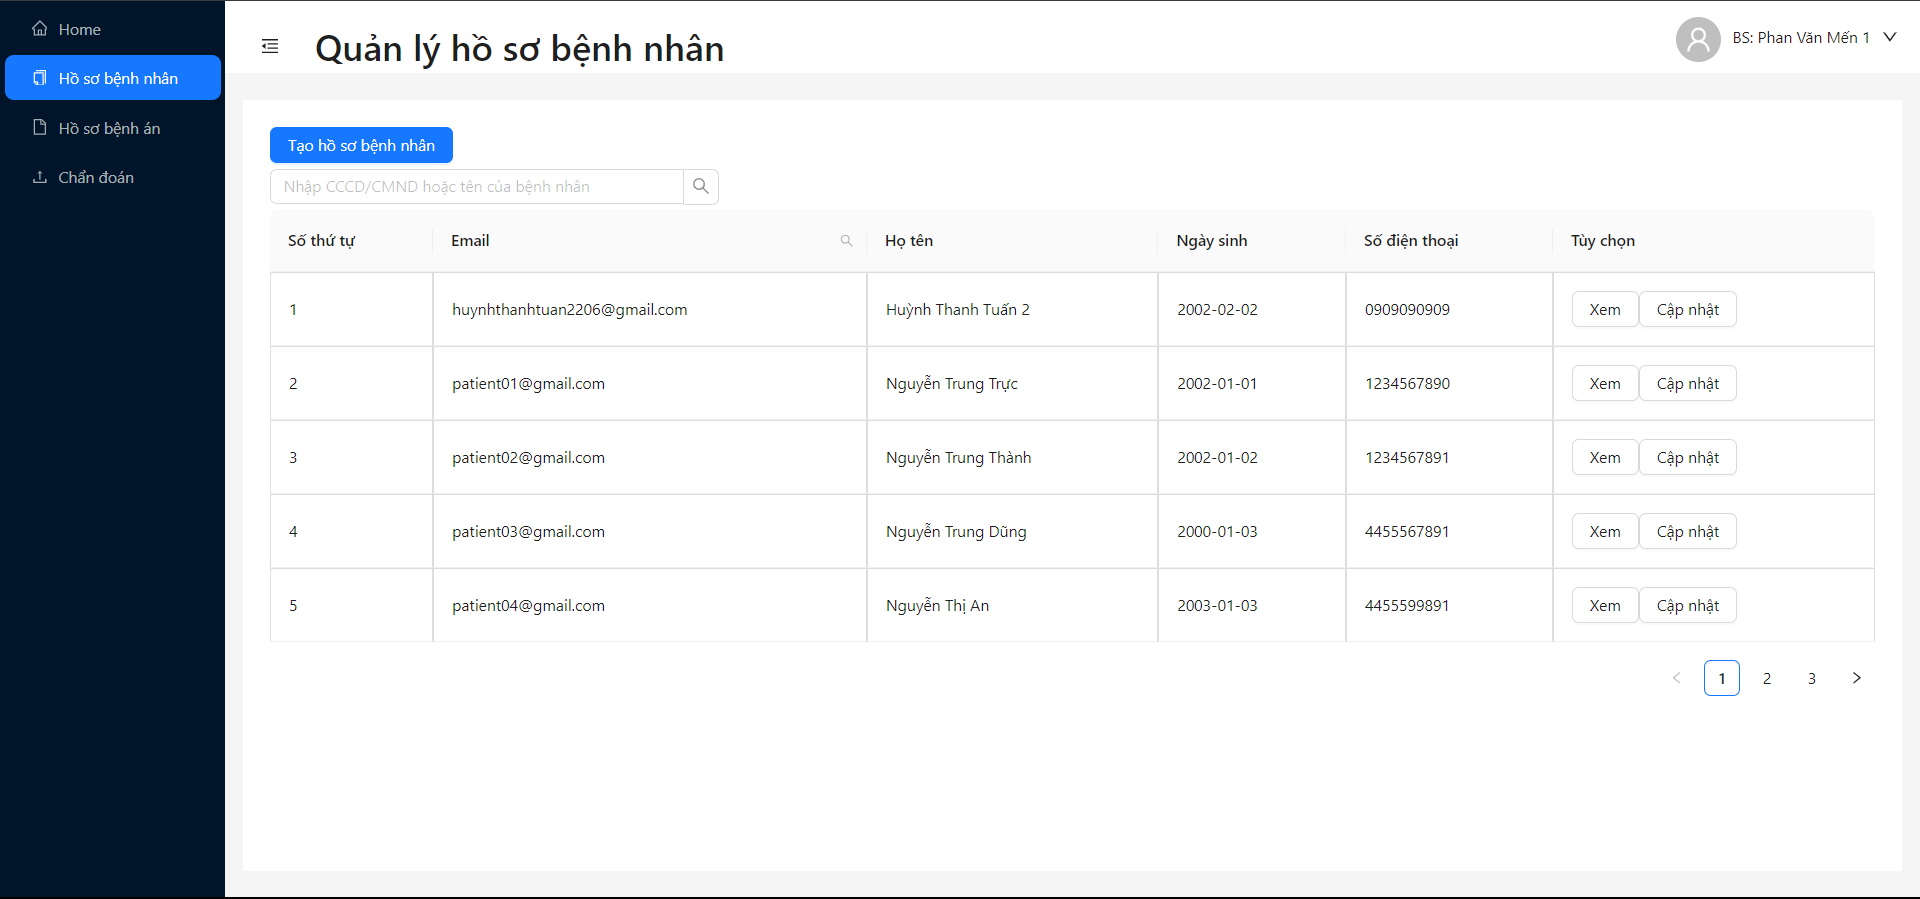 Home
Hồ sơ bệnh nhân
Hồ sơ bệnh án
Chẩn đoán
Quản lý hồ sơ bệnh nhân
BS: Phan Văn Mến 1
Tạo hồ sơ bệnh nhân
Nhập CCCD/CMND hoặc tên của bệnh nhân
Số thứ tự Email Họ tên Ngày sinh Số điện thoại Tùy chọn
1 huynhthanhtuan2206@gmail.com Huỳnh Thanh Tuấn 2 2002-02-02 0909090909 Xem Cập nhật
2 patient01@gmail.com Nguyễn Trung Trực 2002-01-01 1234567890 Xem Cập nhật
3 patient02@gmail.com Nguyễn Trung Thành 2002-01-02 1234567891 Xem Cập nhật
4 patient03@gmail.com Nguyễn Trung Dũng 2000-01-03 4455567891 Xem Cập nhật
5 patient04@gmail.com Nguyễn Thị An 2003-01-03 4455599891 Xem Cập nhật
1 2 3